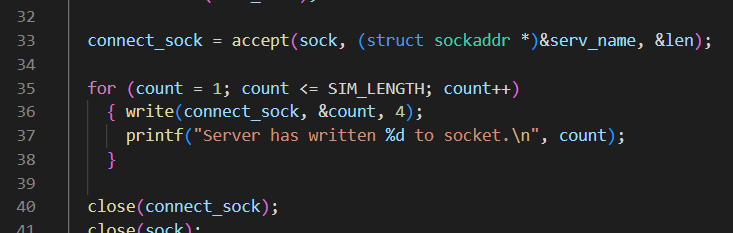 32
33 connect_sock = accept(sock, (struct sockaddr *)&serv_name, &len);
34
35 for (count = 1; count <= SIM_LENGTH; count++)
36 { write(connect_sock, &count, 4);
37 printf("Server has written %d to socket.\n", count);
38 }
39
40 close(connect_sock);
41 close(sock);